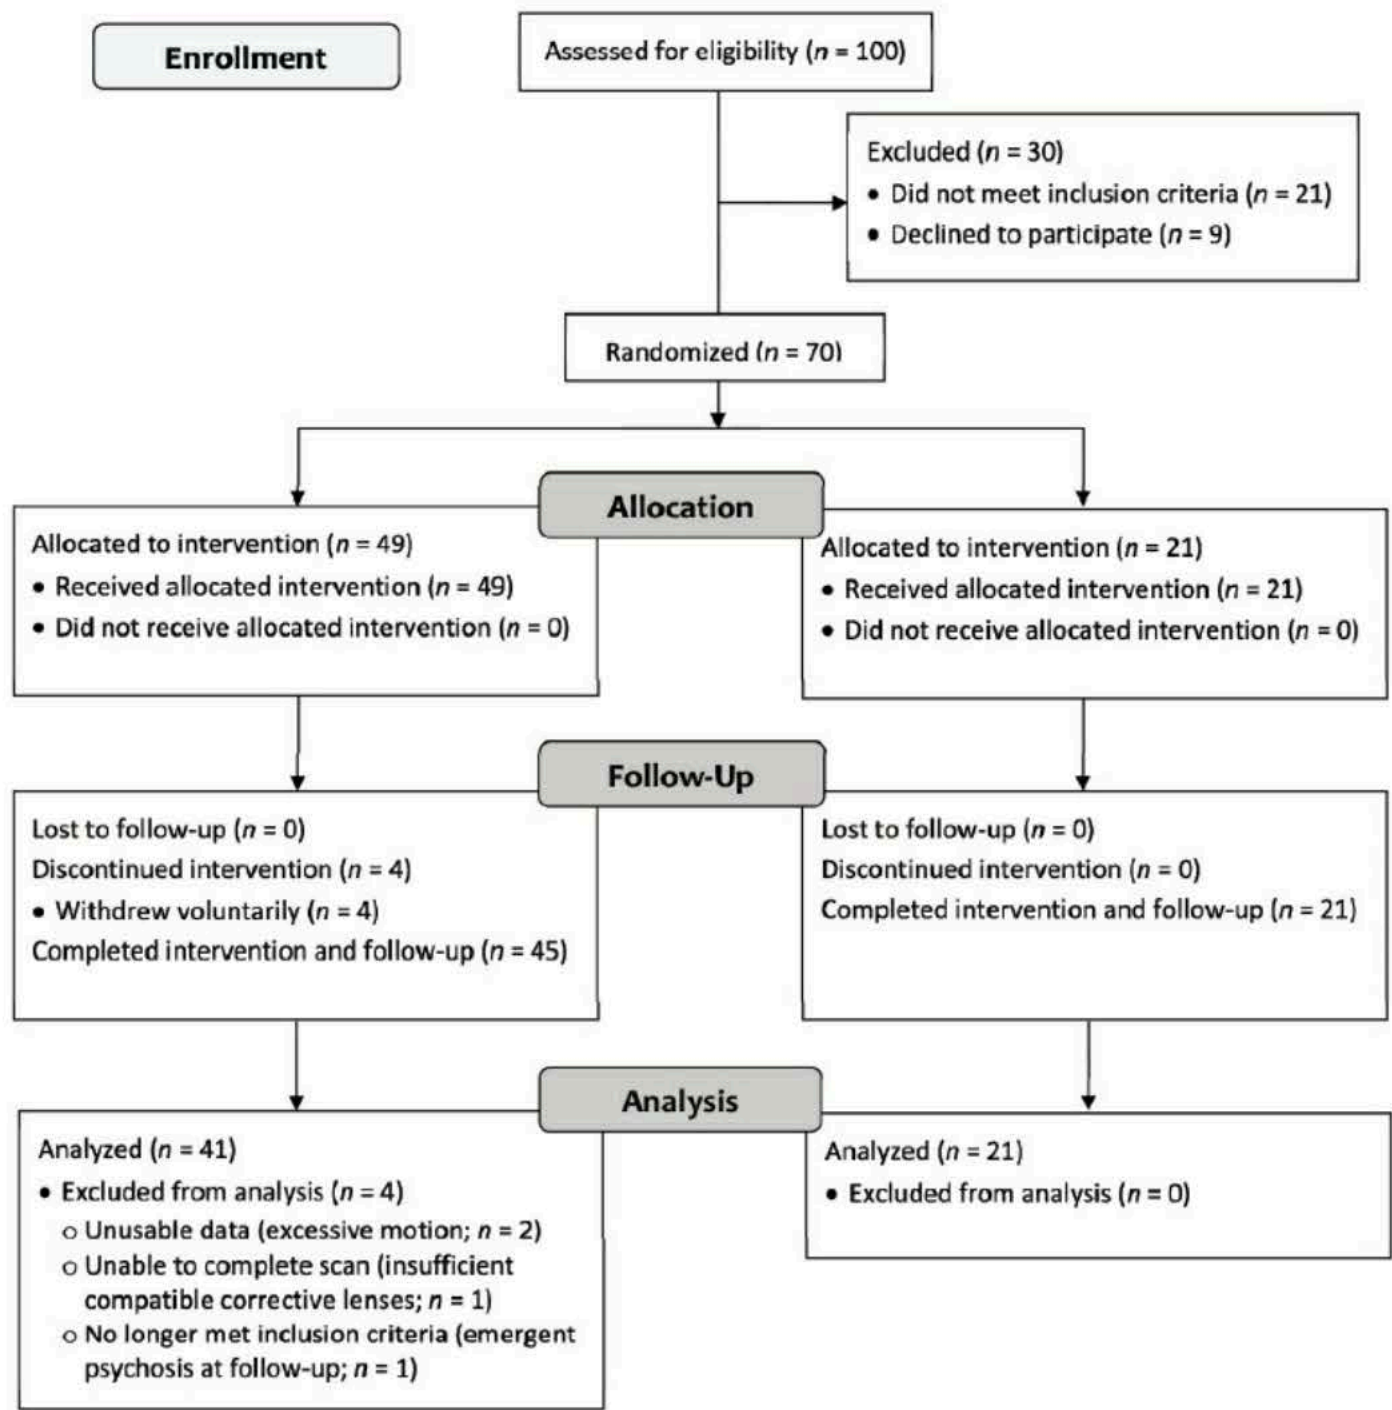 Enrollment
Assessed for eligibility (n = 100)
Excluded (n = 30)
• Did not meet inclusion criteria (n = 21)
• Declined to participate (n = 9)
Randomized (n = 70)
Allocation
Allocated to intervention (n = 49)
• Received allocated intervention (n = 49)
• Did not receive allocated intervention (n = 0)
Allocated to intervention (n = 21)
• Received allocated intervention (n = 21)
• Did not receive allocated intervention (n = 0)
Follow-Up
Lost to follow-up (n = 0)
Discontinued intervention (n = 4)
• Withdrew voluntarily (n = 4)
Completed intervention and follow-up (n = 45)
Lost to follow-up (n = 0)
Discontinued intervention (n = 0)
Completed intervention and follow-up (n = 21)
Analysis
Analyzed (n = 41)
• Excluded from analysis (n = 4)
o Unusable data (excessive motion; n = 2)
o Unable to complete scan (insufficient
compatible corrective lenses; n = 1)
o No longer met inclusion criteria (emergent
psychosis at follow-up; n = 1)
Analyzed (n = 21)
• Excluded from analysis (n = 0)